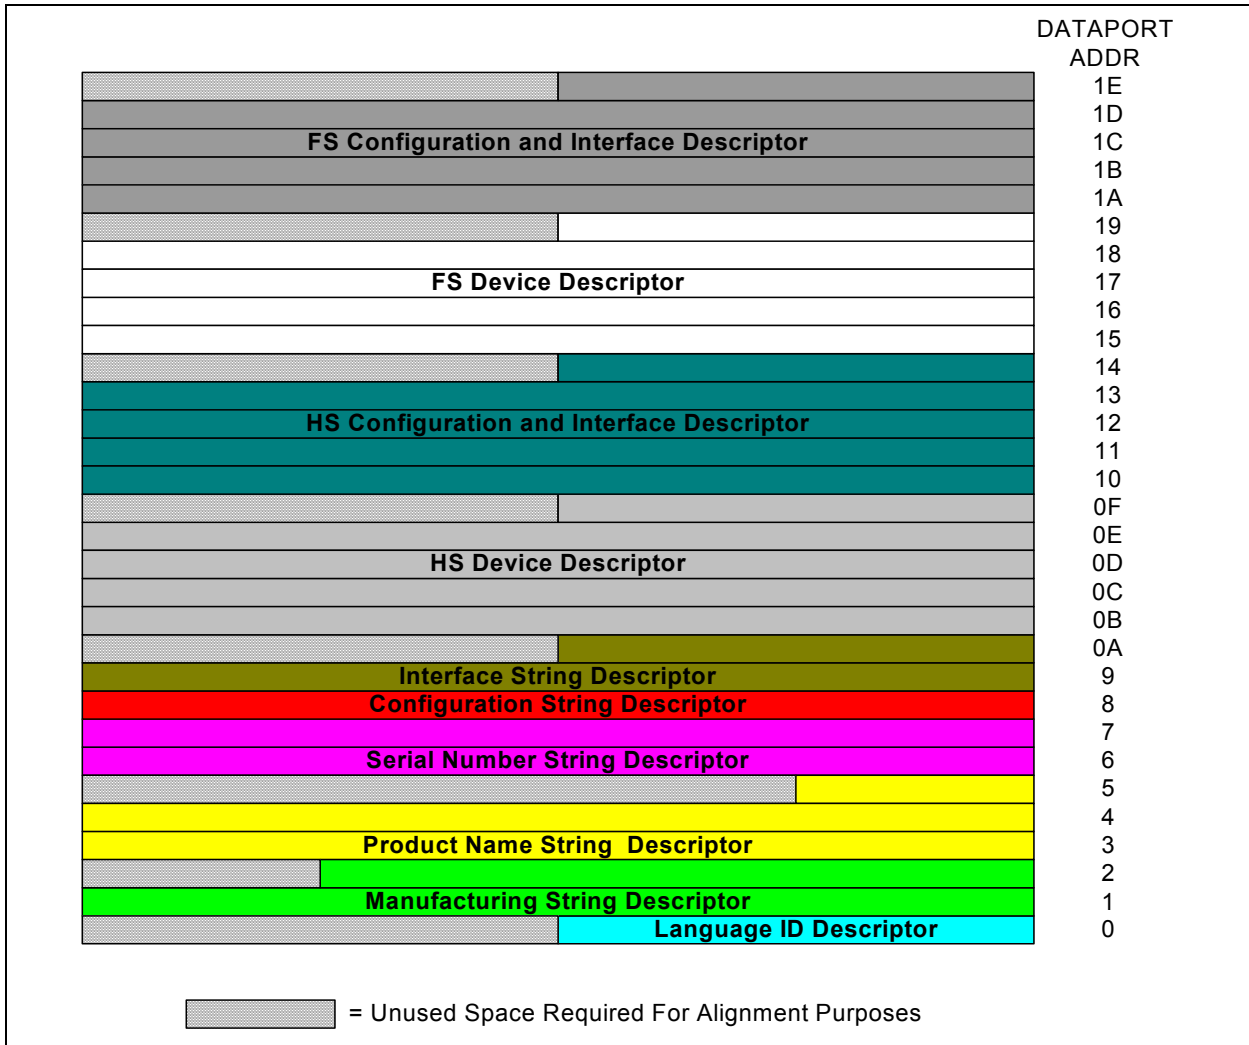 DATAPORT
ADDR
1E
1D
FS Configuration and Interface Descriptor 1C
1B
1A
19
18
FS Device Descriptor 17
16
15
14
13
HS Configuration and Interface Descriptor 12
11
10
0F
0E
HS Device Descriptor 0D
0C
0B
0A
Interface String Descriptor 9
Configuration String Descriptor 8
7
Serial Number String Descriptor 6
5
4
Product Name String Descriptor 3
2
Manufacturing String Descriptor 1
Language ID Descriptor 0
= Unused Space Required For Alignment Purposes